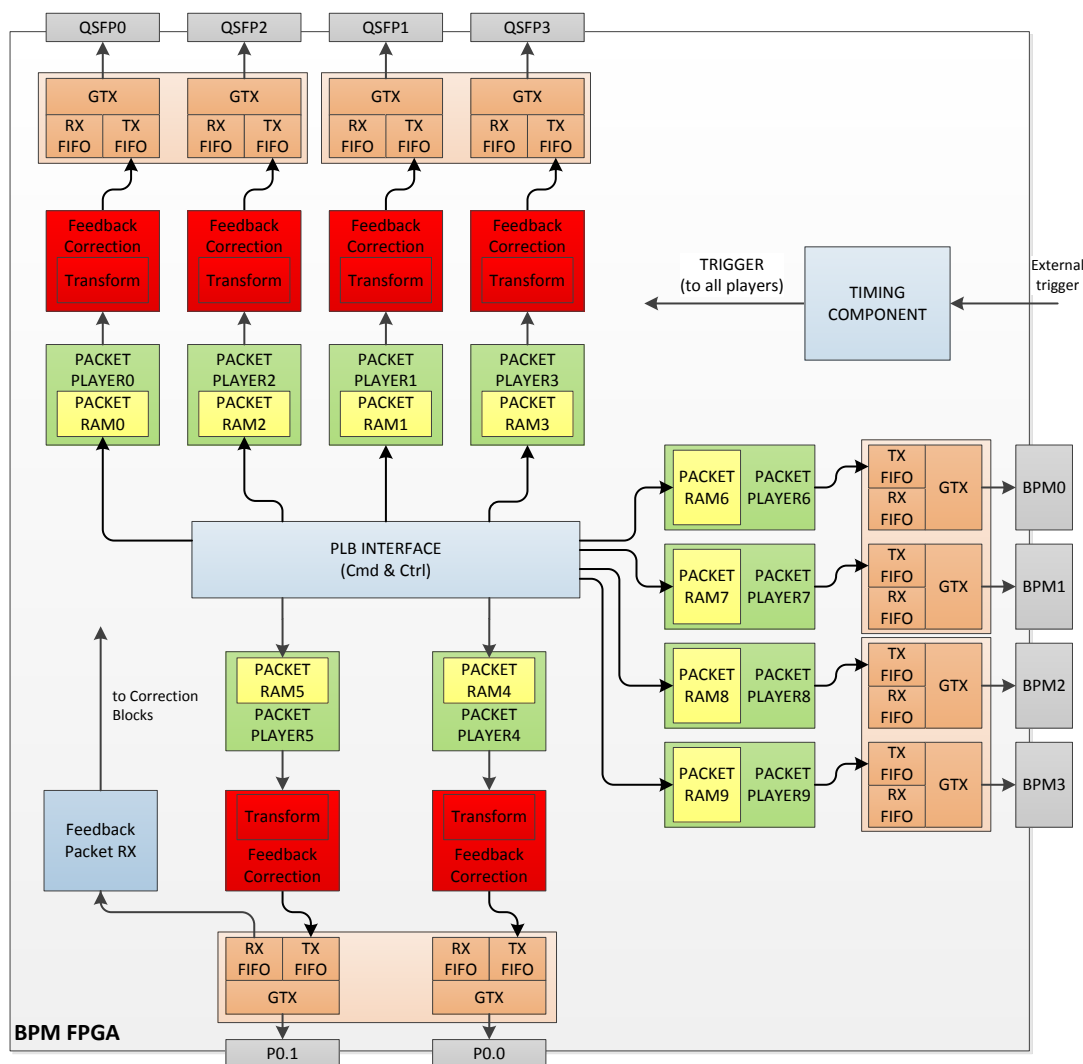 QSFP0
QSFP2
QSFP1
QSFP3
GTX
GTX
GTX
GTX
RX
FIFO
TX
FIFO
RX
FIFO
TX
FIFO
RX
FIFO
TX
FIFO
RX
FIFO
TX
FIFO
Feedback
Correction
Transform
Feedback
Correction
Transform
Feedback
Correction
Transform
Feedback
Correction
Transform
TRIGGER
(to all players)
TIMING
COMPONENT
External
trigger
PACKET
PLAYER0
PACKET
RAM0
PACKET
PLAYER2
PACKET
RAM2
PACKET
PLAYER1
PACKET
RAM1
PACKET
PLAYER3
PACKET
RAM3
PACKET
RAM6
PACKET
PLAYER6
TX
FIFO
RX
FIFO
GTX
BPM0
PLB INTERFACE
(Cmd & Ctrl)
PACKET
RAM7
PACKET
PLAYER7
TX
FIFO
RX
FIFO
GTX
BPM1
PACKET
RAM8
PACKET
PLAYER8
TX
FIFO
RX
FIFO
GTX
BPM2
PACKET
RAM9
PACKET
PLAYER9
TX
FIFO
RX
FIFO
GTX
BPM3
to Correction
Blocks
PACKET
RAM5
PACKET
PLAYER5
PACKET
RAM4
PACKET
PLAYER4
Feedback
Packet RX
Transform
Feedback
Correction
Transform
Feedback
Correction
RX
FIFO
TX
FIFO
GTX
RX
FIFO
TX
FIFO
GTX
BPM FPGA
P0.1
P0.0